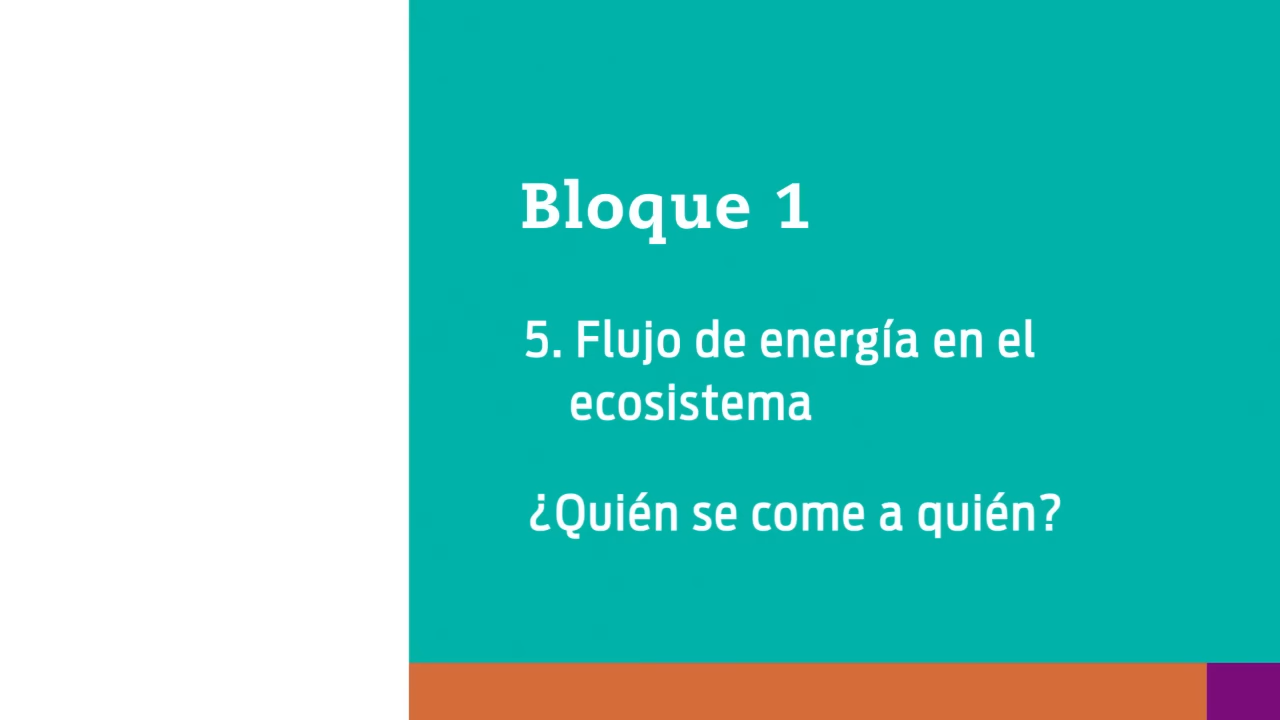 Bloque 1
5. Flujo de energía en el
ecosistema
¿Quién se come a quién?